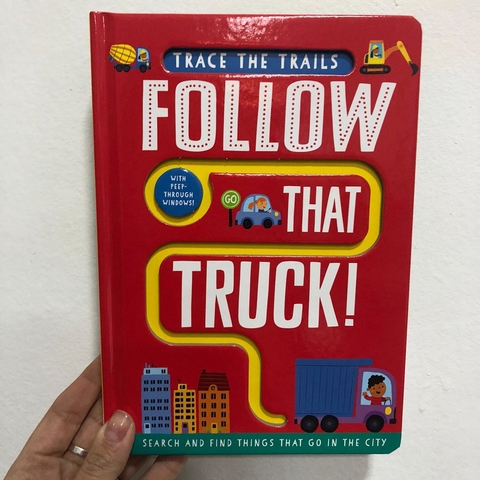 TRACE THE TRAILS
FOLLOW
WITH
PEEP-
THROUGH
WINDOWS!
GO
THAT
TRUCK!
SEARCH AND FIND THINGS THAT GO IN THE CITY